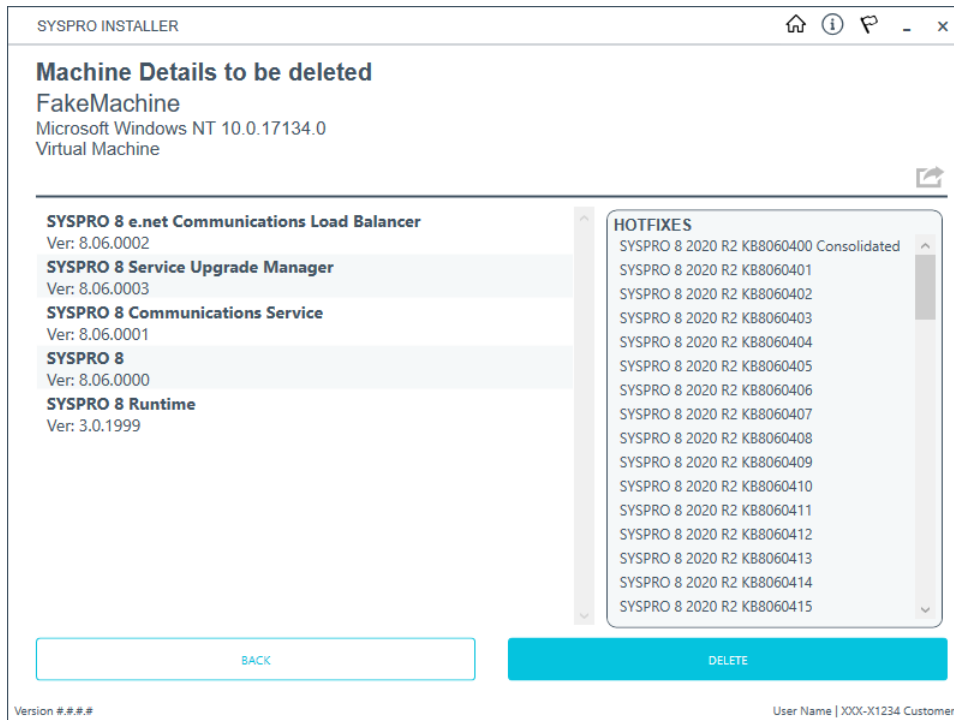 SYSPRO INSTALLER
Machine Details to be deleted
FakeMachine
Microsoft Windows NT 10.0.17134.0
Virtual Machine
SYSPRO 8 e.net Communications Load Balancer
Ver: 8.06.0002
SYSPRO 8 Service Upgrade Manager
Ver: 8.06.0003
SYSPRO 8 Communications Service
Ver: 8.06.0001
SYSPRO 8
Ver: 8.06.0000
SYSPRO 8 Runtime
Ver: 3.0.1999
HOTFIXES
SYSPRO 8 2020 R2 KB8060400 Consolidated
SYSPRO 8 2020 R2 KB8060401
SYSPRO 8 2020 R2 KB8060402
SYSPRO 8 2020 R2 KB8060403
SYSPRO 8 2020 R2 KB8060404
SYSPRO 8 2020 R2 KB8060405
SYSPRO 8 2020 R2 KB8060406
SYSPRO 8 2020 R2 KB8060407
SYSPRO 8 2020 R2 KB8060408
SYSPRO 8 2020 R2 KB8060409
SYSPRO 8 2020 R2 KB8060410
SYSPRO 8 2020 R2 KB8060411
SYSPRO 8 2020 R2 KB8060412
SYSPRO 8 2020 R2 KB8060413
SYSPRO 8 2020 R2 KB8060414
SYSPRO 8 2020 R2 KB8060415
BACK
DELETE
Version #.#.#.#
User Name | XXX-X1234 Customer